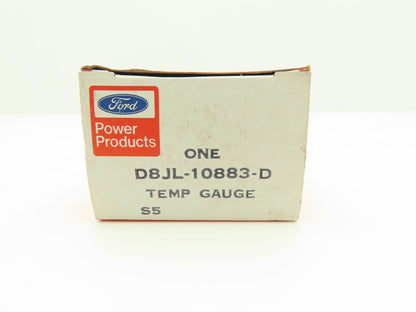 Ford
Power
Products
ONE
D8JL-10883-D
TEMP GAUGE
S5